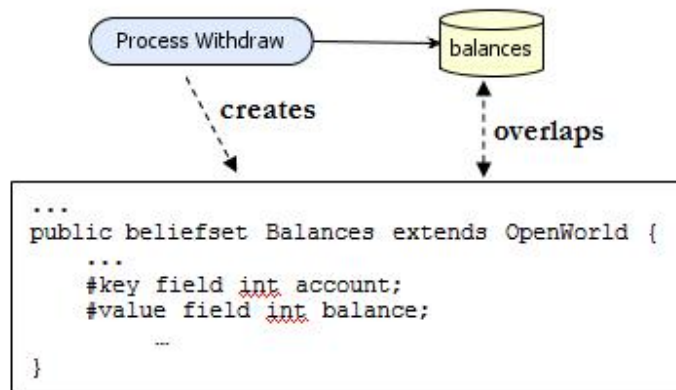 Process Withdraw
balances
creates
overlaps
...
public beliefset Balances extends OpenWorld {
...
#key field int account;
#value field int balance;
…
}